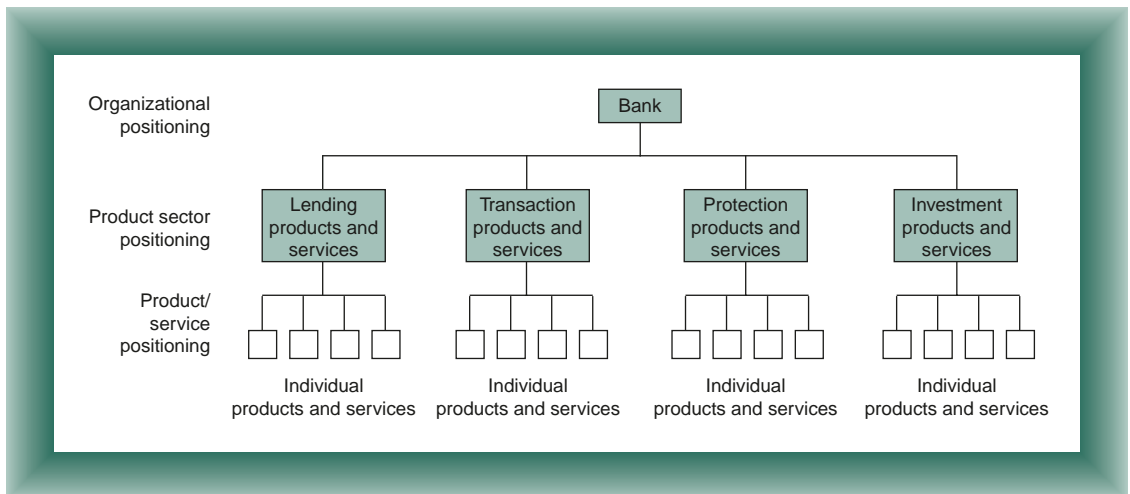 Organizational
positioning
Bank
Product sector
positioning
Lending
products and
services
Transaction
products and
services
Protection
products and
services
Investment
products and
services
Product/
service
positioning
Individual
products and services
Individual
products and services
Individual
products and services
Individual
products and services